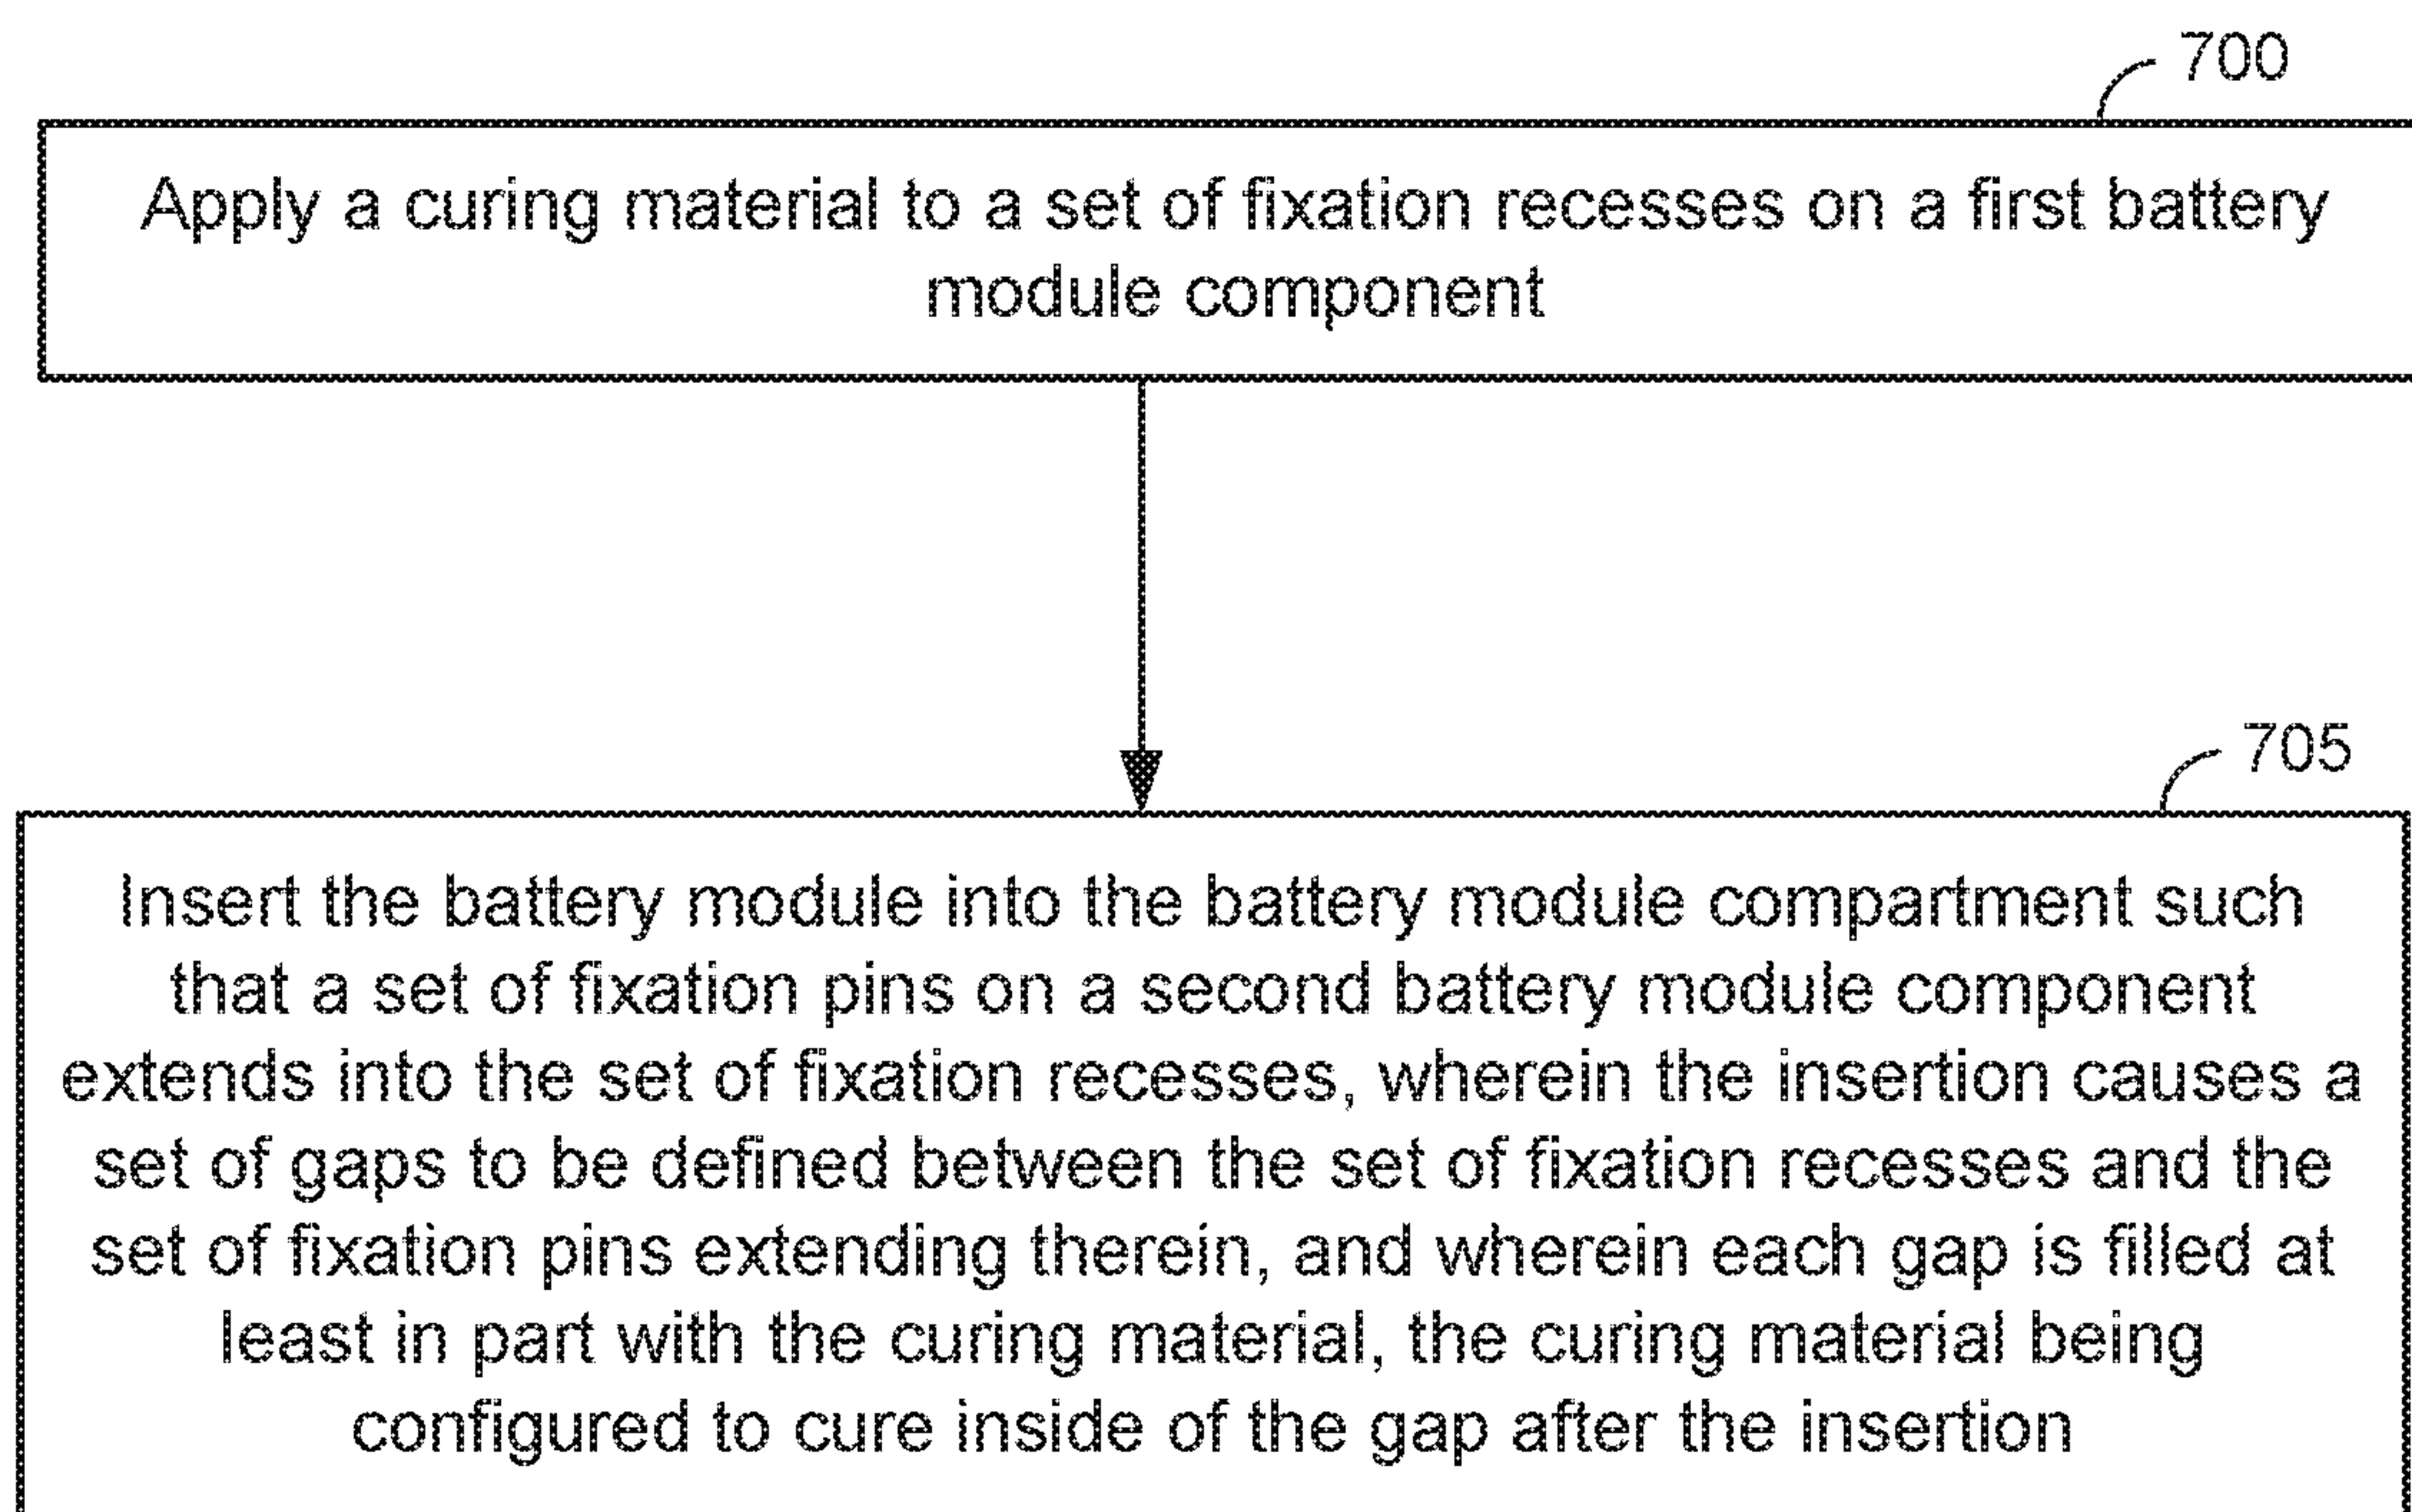 700
Apply a curing material to a set of fixation recesses on a first battery
module component
705
Insert the battery module into the battery module compartment such
that a set of fixation pins on a second battery module component
extends into the set of fixation recesses, wherein the insertion causes a
set of gaps to be defined between the set of fixation recesses and the
set of fixation pins extending therein, and wherein each gap is filled at
least in part with the curing material, the curing material being
configured to cure inside of the gap after the insertion